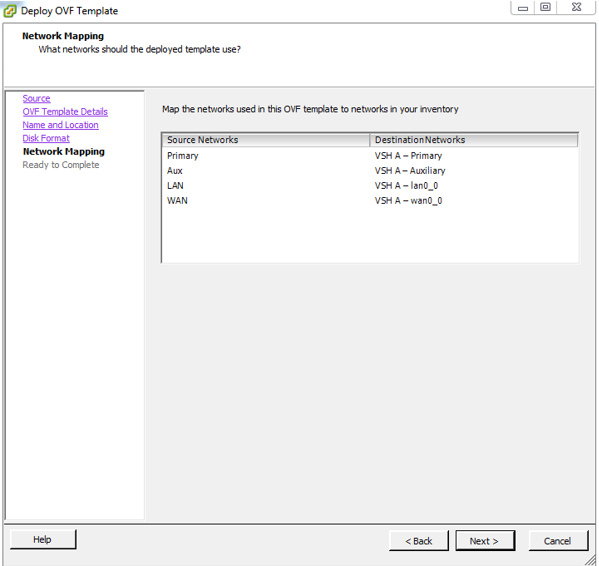 Deploy OVF Template
Network Mapping
What networks should the deployed template use?
Source
OVF Template Details
Name and Location
Disk Format
Network Mapping
Ready to Complete
Map the networks used in this OVF template to networks in your inventory
Source Networks DestinationNetworks
Primary VSH A – Primary
Aux VSH A – Auxiliary
LAN VSH A – lan0_0
WAN VSH A – wan0_0
Help < Back Next > Cancel